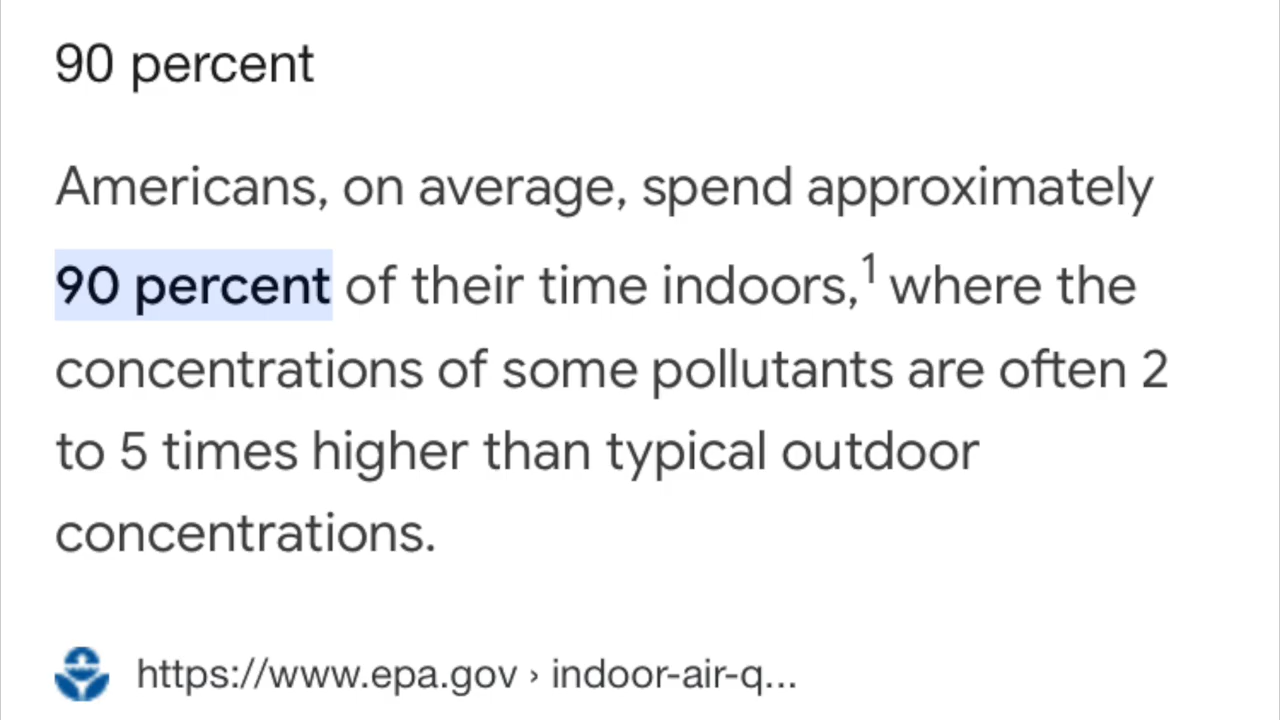 90 percent
Americans, on average, spend approximately
90 percent of their time indoors,¹ where the
concentrations of some pollutants are often 2
to 5 times higher than typical outdoor
concentrations.
https://www.epa.gov › indoor-air-q...